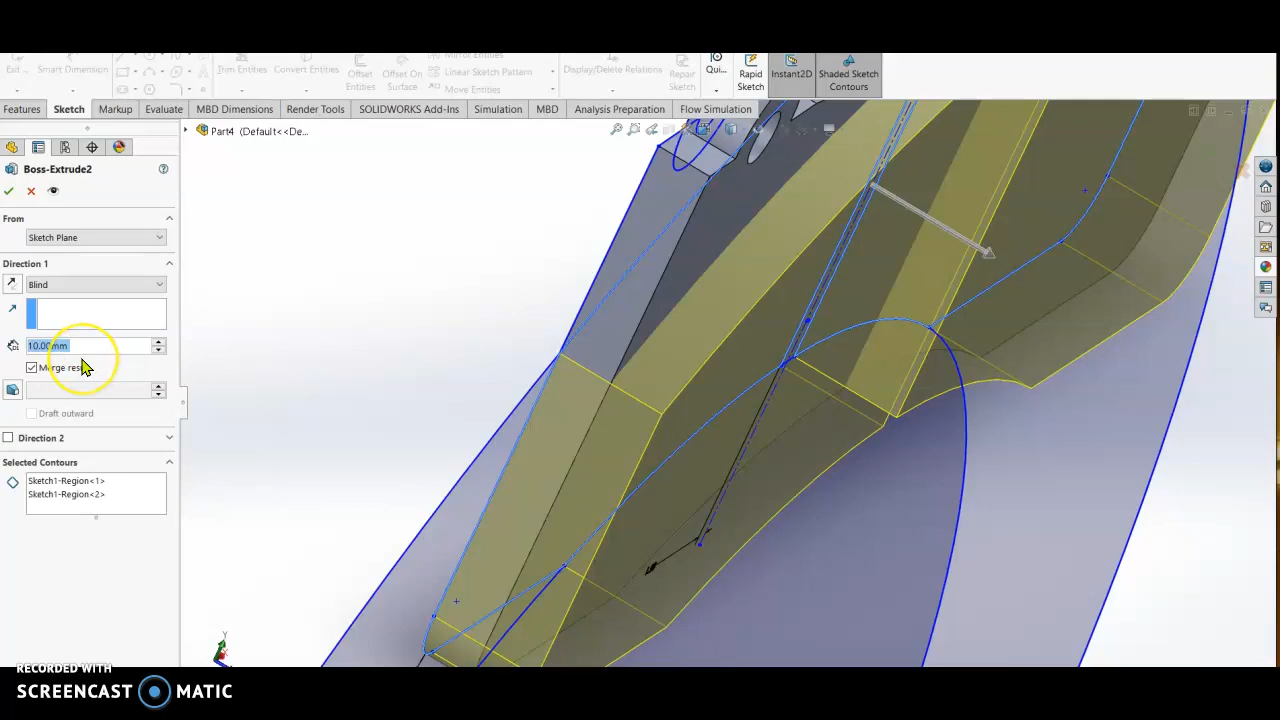 Exit ... Smart Dimension Trim Entities Convert Entities Offset Entities Offset On Surface Mirror Entities
Linear Sketch Pattern
Move Entities
Display/Delete Relations Repair Sketch Qui... Rapid Sketch Instant2D Shaded Sketch Contours
Features Sketch Markup Evaluate MBD Dimensions Render Tools SOLIDWORKS Add-Ins Simulation MBD Analysis Preparation Flow Simulation
Part4 (Default<<De...
Boss-Extrude2
From
Sketch Plane
Direction 1
Blind
10.00mm
Merge res
Draft outward
Direction 2
Selected Contours
Sketch1-Region<1>
Sketch1-Region<2>
Y
RECORDED WITH
SCREENCAST MATIC